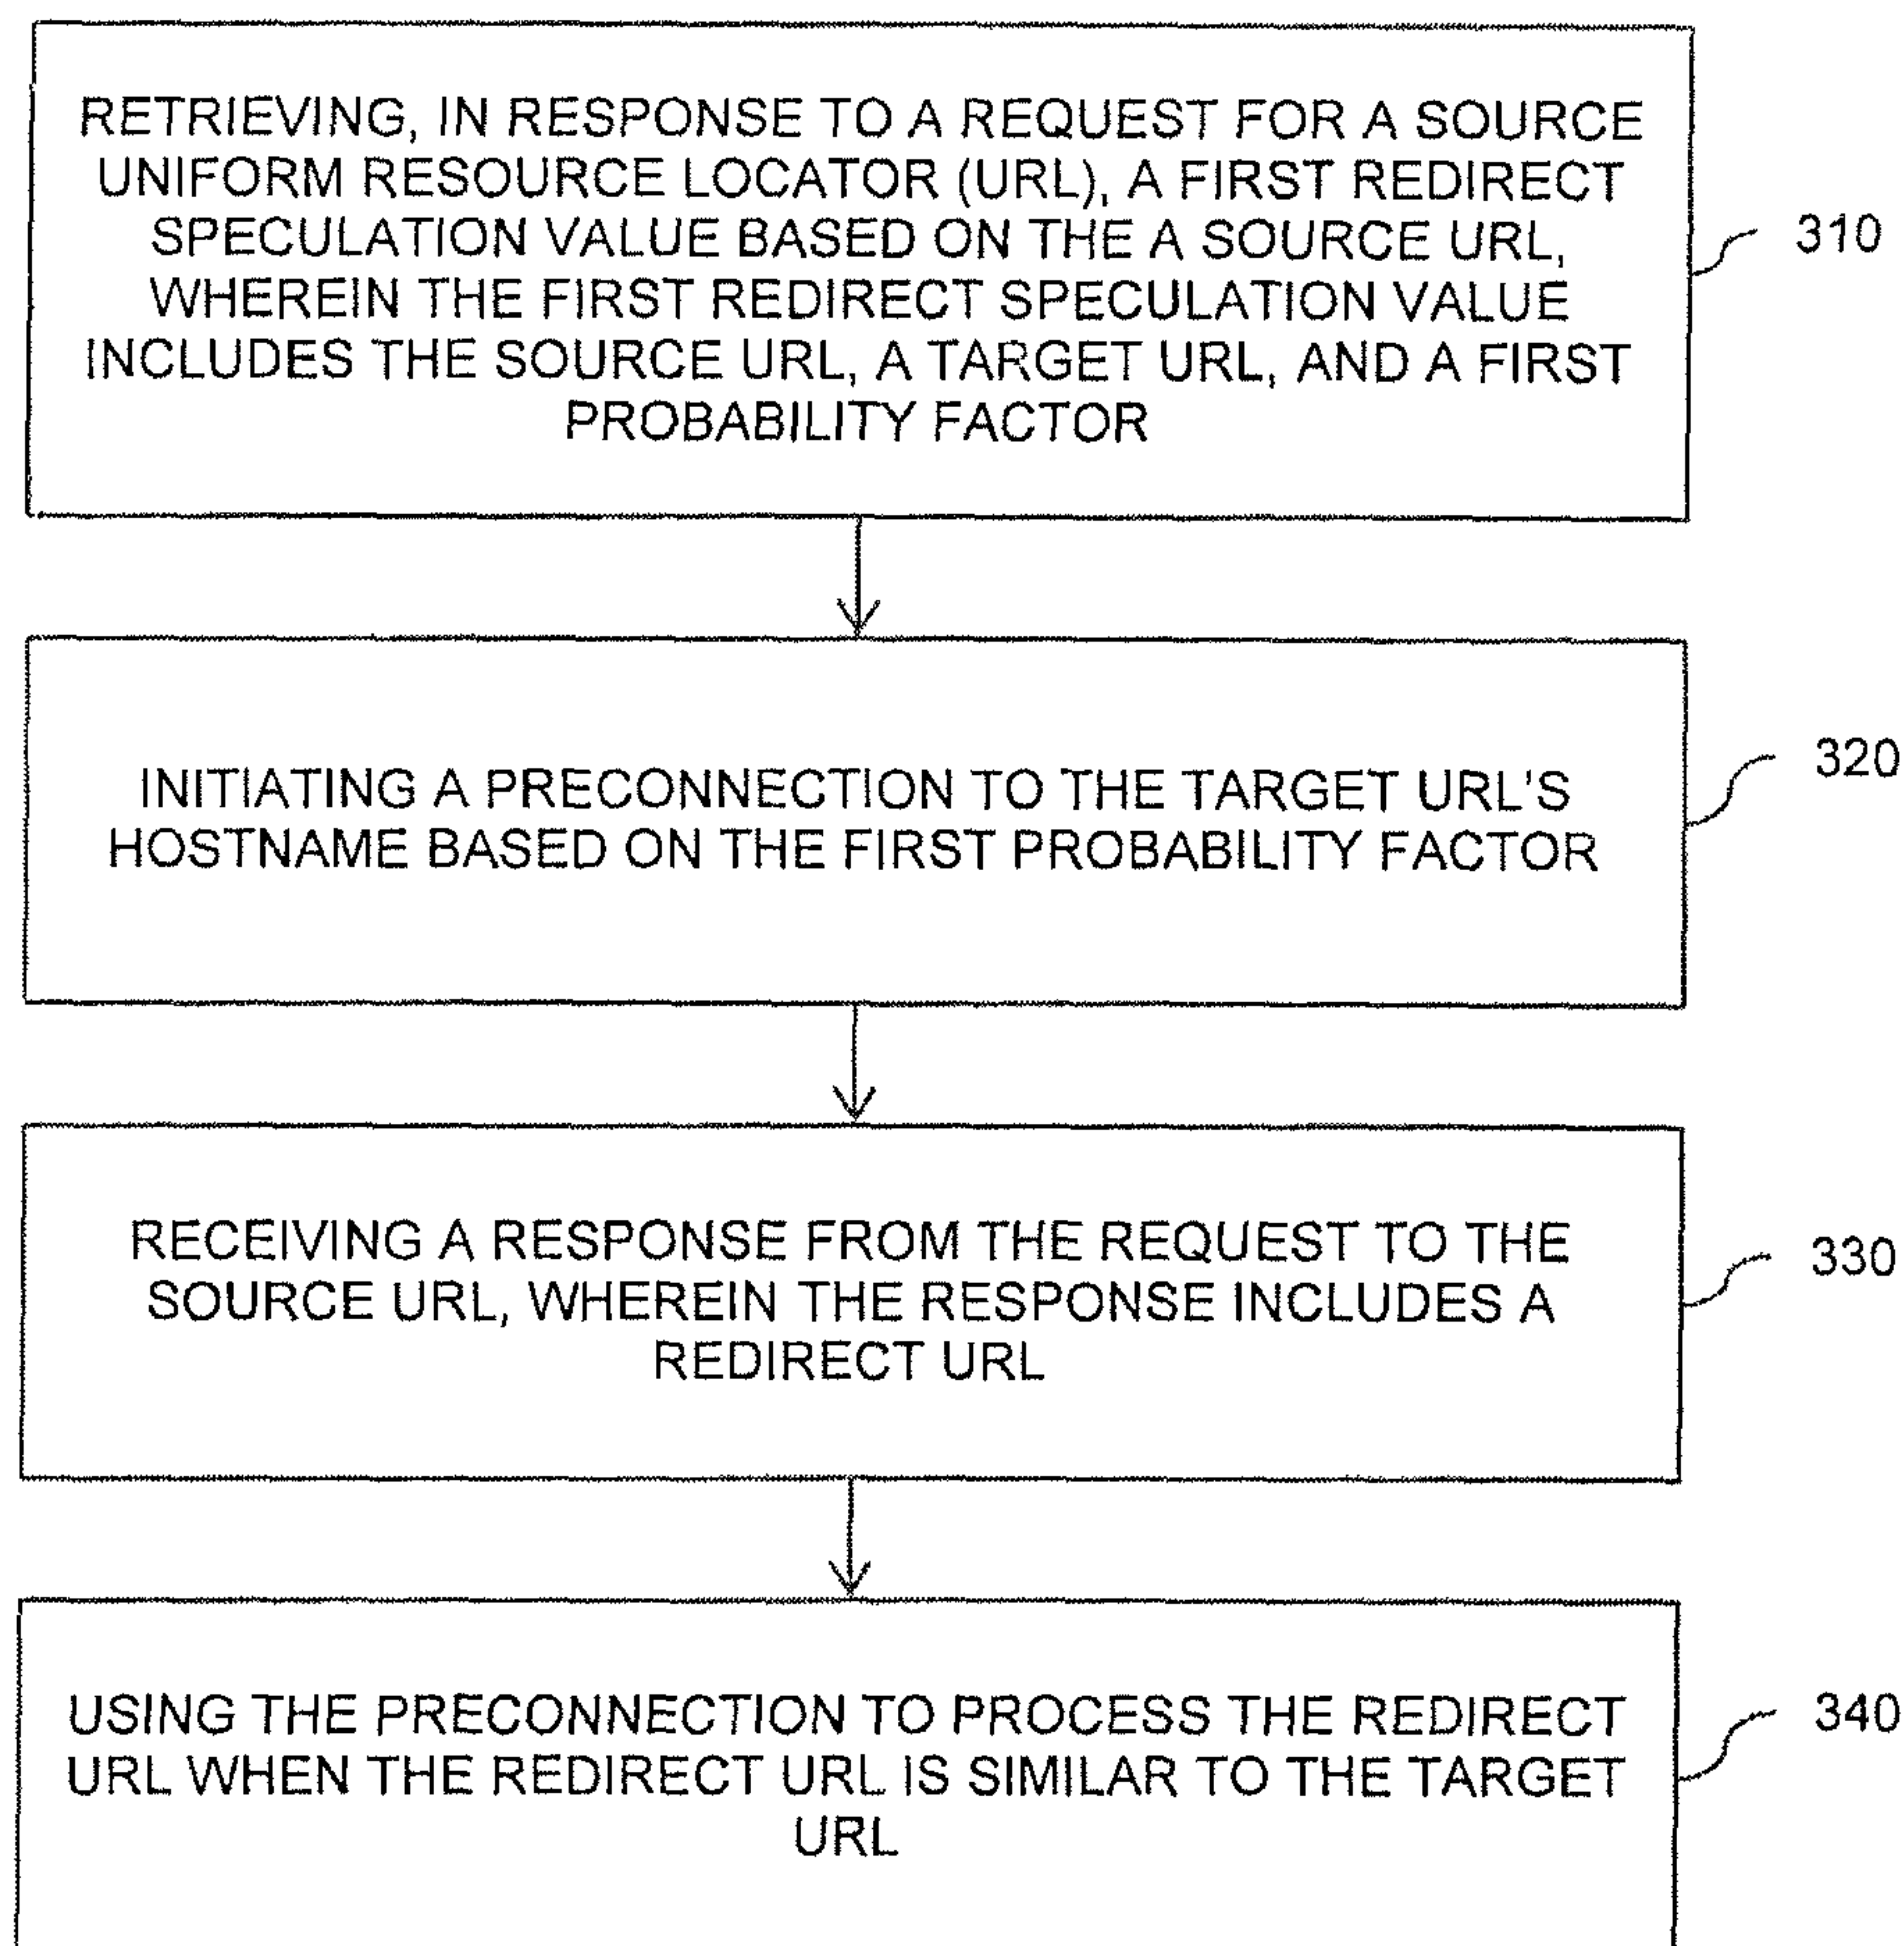 RETRIEVING, IN RESPONSE TO A REQUEST FOR A SOURCE
UNIFORM RESOURCE LOCATOR (URL), A FIRST REDIRECT
SPECULATION VALUE BASED ON THE A SOURCE URL,
WHEREIN THE FIRST REDIRECT SPECULATION VALUE
INCLUDES THE SOURCE URL, A TARGET URL, AND A FIRST
PROBABILITY FACTOR
310
INITIATING A PRECONNECTION TO THE TARGET URL'S
HOSTNAME BASED ON THE FIRST PROBABILITY FACTOR
320
RECEIVING A RESPONSE FROM THE REQUEST TO THE
SOURCE URL, WHEREIN THE RESPONSE INCLUDES A
REDIRECT URL
330
USING THE PRECONNECTION TO PROCESS THE REDIRECT
URL WHEN THE REDIRECT URL IS SIMILAR TO THE TARGET
URL
340